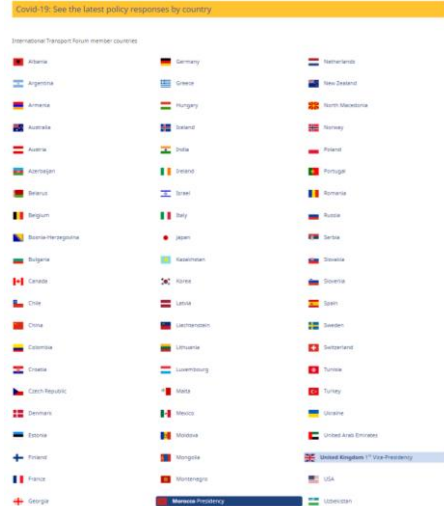 Covid-19: See the latest policy responses by country
International Transport Forum member countries
Albania
Argentina
Armenia
Australia
Austria
Azerbaijan
Belarus
Belgium
Bosnia-Herzegovina
Bulgaria
Canada
Chile
China
Colombia
Croatia
Czech Republic
Denmark
Estonia
Finland
France
Georgia
Germany
Greece
Hungary
Iceland
India
Ireland
Israel
Italy
Japan
Kazakhstan
Korea
Latvia
Liechtenstein
Lithuania
Luxembourg
Malta
Mexico
Moldova
Mongolia
Montenegro
Morocco Presidency
Netherlands
New Zealand
North Macedonia
Norway
Poland
Portugal
Romania
Russia
Serbia
Slovakia
Slovenia
Spain
Sweden
Switzerland
Tunisia
Turkey
Ukraine
United Arab Emirates
United Kingdom 1st Vice-Presidency
USA
Uzbekistan